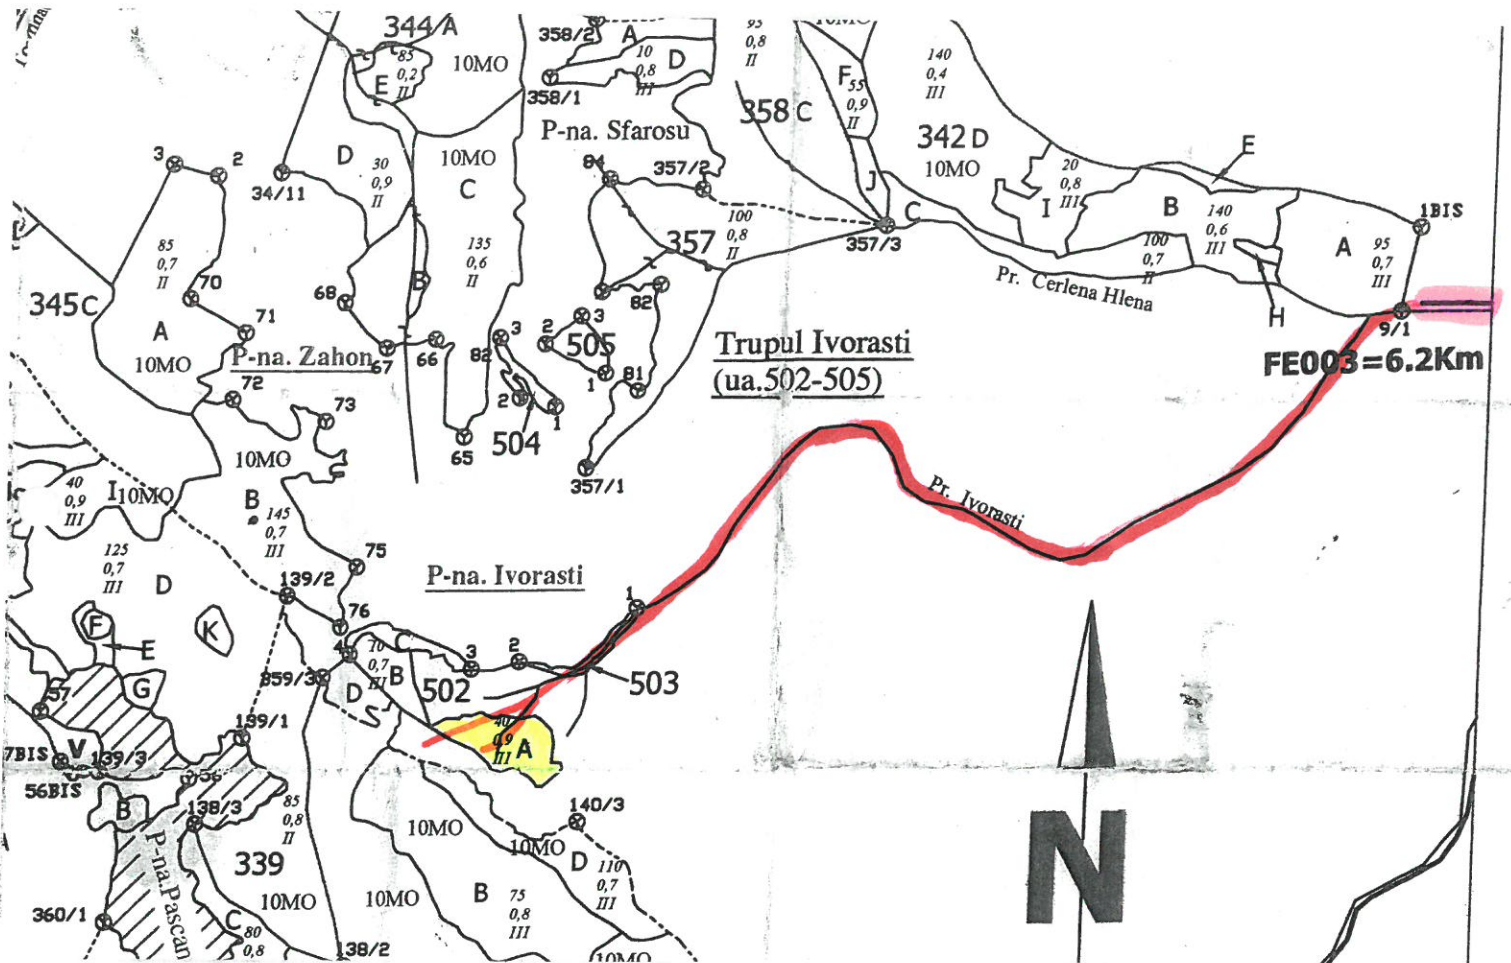 344/A
358/2
A
10
0,8
III
D
85
0,2
II
E
10MO
358/1
95
0,8
II
10MO
F
55
0,9
II
140
0,4
III
358 C
342 D
10MO
P-na. Sfarosu
3
2
34/11
D
30
0,9
II
10MO
C
84
357/2
J
C
I
20
0,8
III
E
B
140
0,6
III
1BIS
A
95
0,7
III
100
0,8
II
357
357/3
100
0,7
II
Pr. Cerlena Hlena
H
85
0,7
II
70
345C
A
10MO
71
68
B
135
0,6
II
P-na. Zahon
67
66
82
3
2
3
505
1
82
81
Trupul Ivorasti
(ua.502-505)
9/1
FE003=6.2Km
72
73
2
1
504
65
357/1
10MO
40
0,9
III
I
10MO
B
145
0,7
III
Pr. Ivorasti
125
0,7
III
D
75
139/2
P-na. Ivorasti
1
76
F
K
E
4
70
0,7
III
B
3
2
502
503
359/3
D
G
57
139/1
40
0,9
III
A
7BIS
V
139/3
56BIS
B
138/3
85
0,8
II
140/3
10MO
10MO
D
110
0,7
III
339
P-na.Pascan
10MO
10MO
B
75
0,8
III
360/1
C
80
0,8
138/2
10MO
N